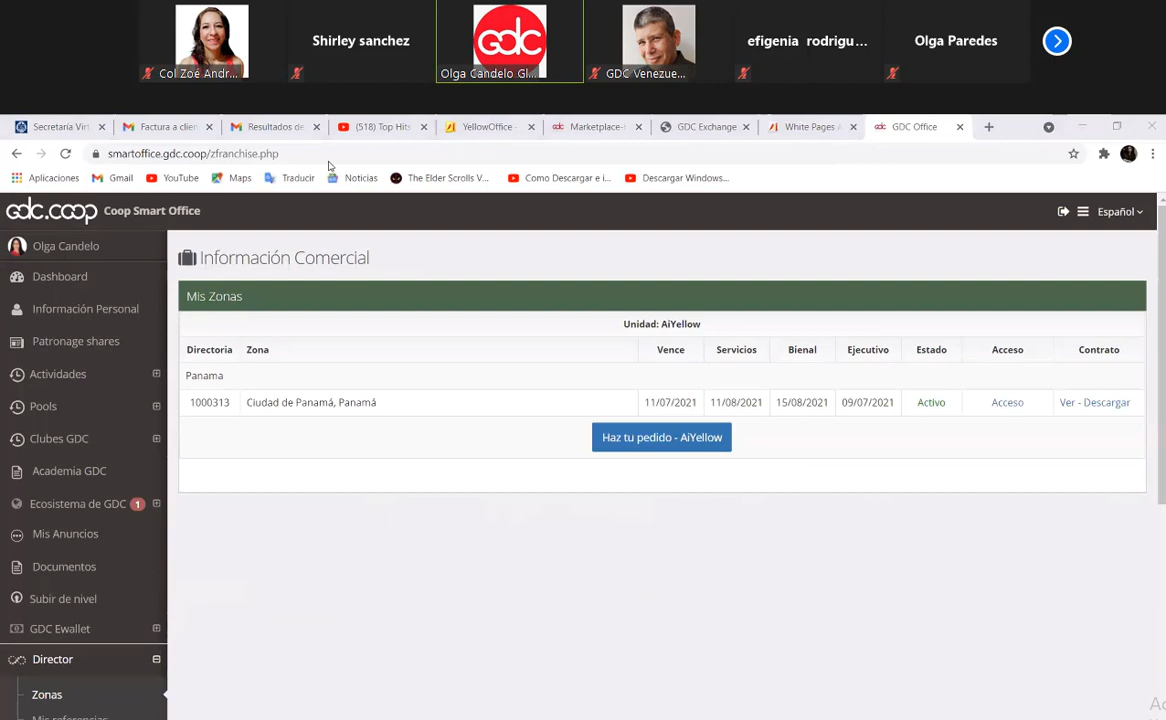 Col Zoé Andr...
Shirley sanchez
GDC
Olga Candelo Gl...
GDC Venezue...
efigenia rodrigu...
Olga Paredes
Secretaría Virt
Factura a clien
Resultados de
(518) Top Hits
YellowOffice -
Marketplace-
GDC Exchange
White Pages A
GDC Office
smartoffice.gdc.coop/zfranchise.php
Aplicaciones
Gmail
YouTube
Maps
Traducir
Noticias
The Elder Scrolls V...
Como Descargar e i...
Descargar Windows...
gdc.coop Coop Smart Office
Español
Olga Candelo
Dashboard
Información Personal
Patronage shares
Actividades
Pools
Clubes GDC
Academia GDC
Ecosistema de GDC 1
Mis Anuncios
Documentos
Subir de nivel
GDC Ewallet
Director
Zonas
Mis referencias
Información Comercial
Mis Zonas
Unidad: AiYellow
Directoria Zona Vence Servicios Bienal Ejecutivo Estado Acceso Contrato
Panama
1000313 Ciudad de Panamá, Panamá 11/07/2021 11/08/2021 15/08/2021 09/07/2021 Activo Acceso Ver - Descargar
Haz tu pedido - AiYellow